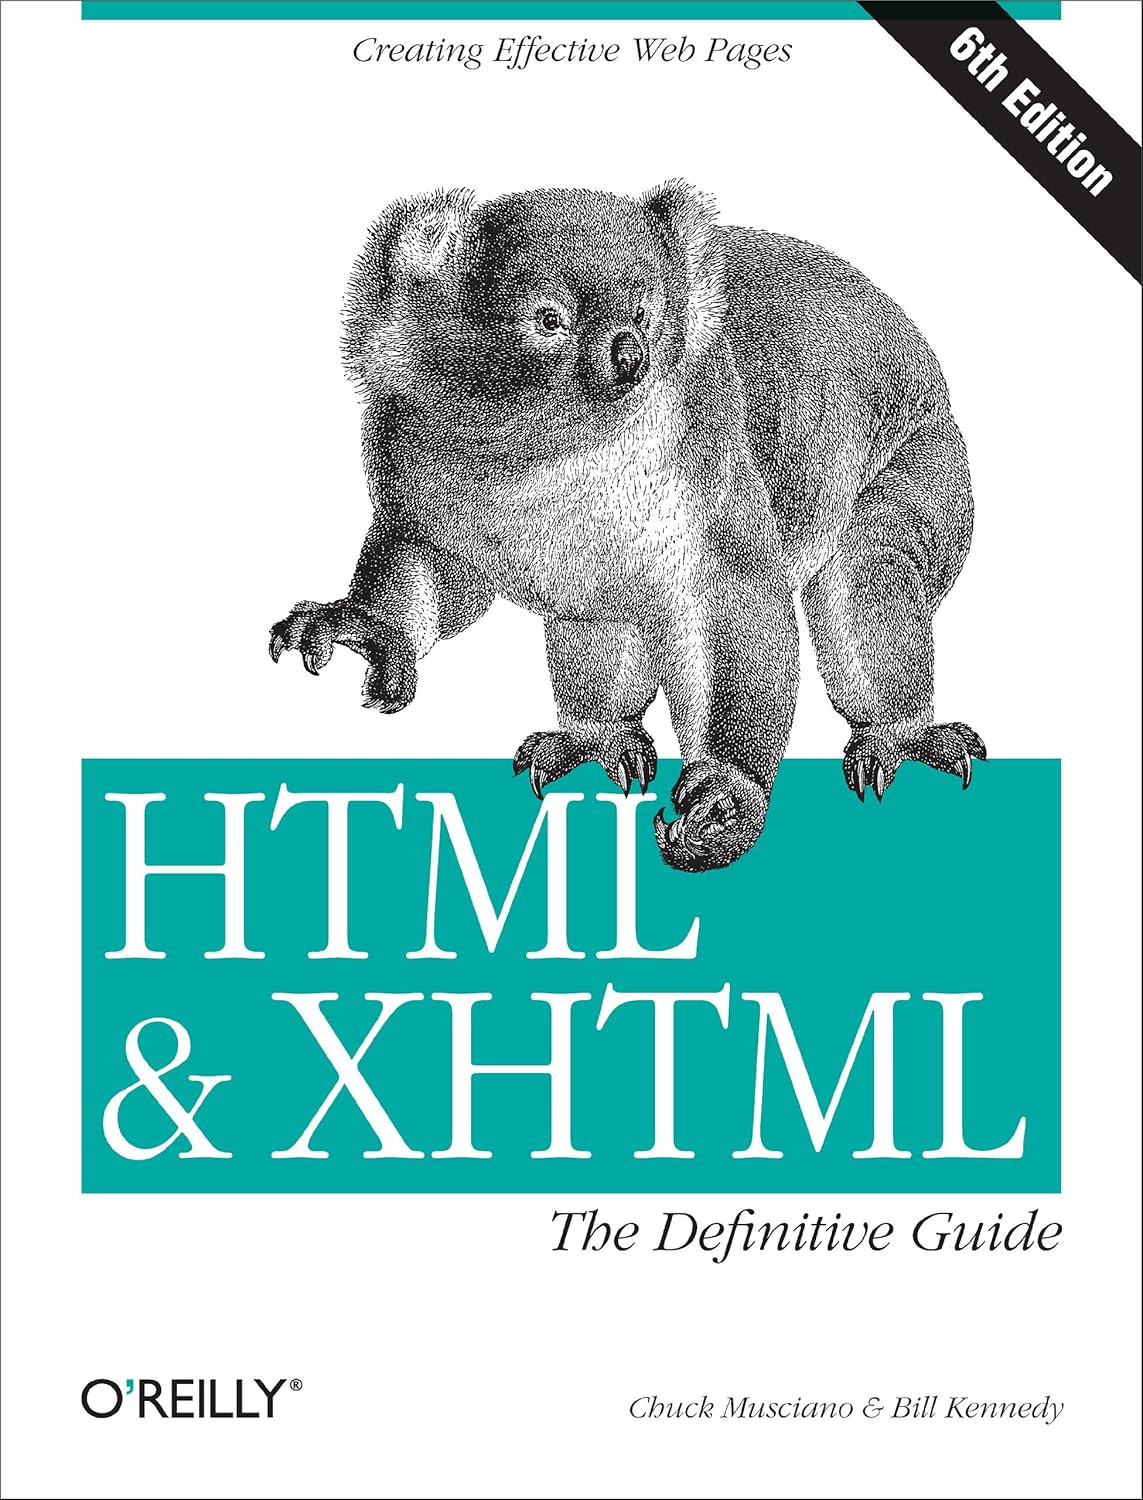 Creating Effective Web Pages
6th Edition
HTML
& XHTML
The Definitive Guide
O'REILLY®
Chuck Musciano & Bill Kennedy